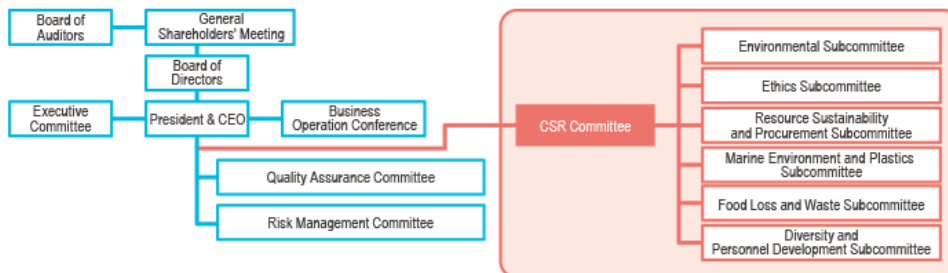 Board of
Auditors
General
Shareholders' Meeting
Board of
Directors
Executive
Committee
President & CEO
Business
Operation Conference
Quality Assurance Committee
Risk Management Committee
CSR Committee
Environmental Subcommittee
Ethics Subcommittee
Resource Sustainability
and Procurement Subcommittee
Marine Environment and Plastics
Subcommittee
Food Loss and Waste Subcommittee
Diversity and
Personnel Development Subcommittee